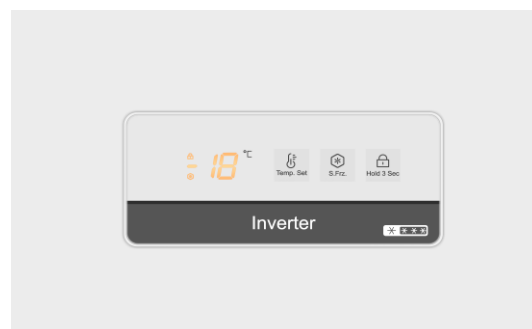 -18 °C
Temp. Set
S.Frz.
Hold 3 Sec
Inverter